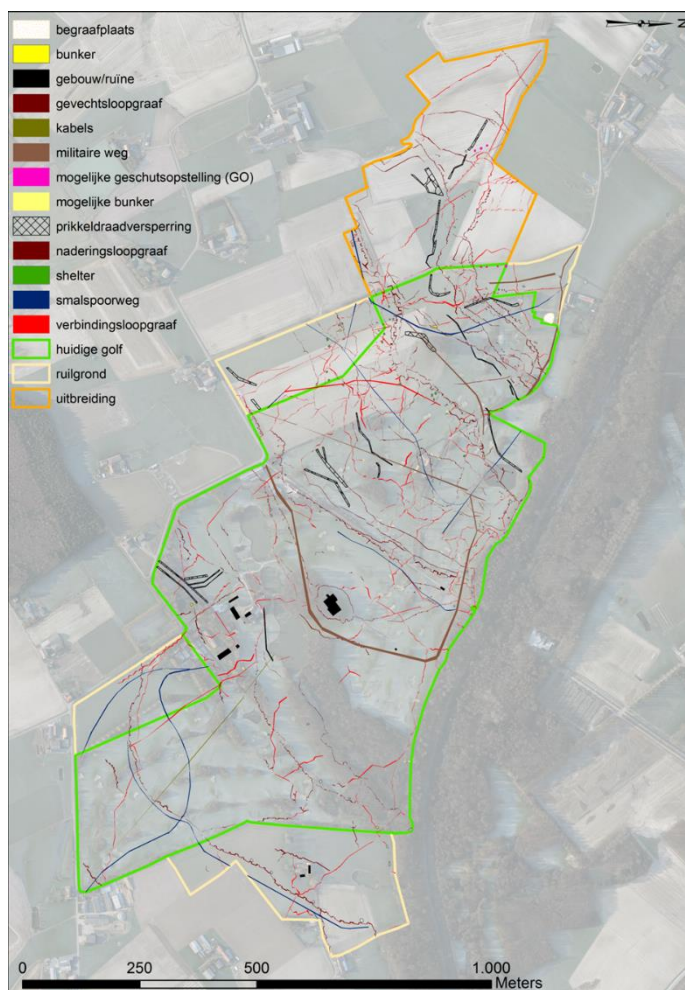 begraafplaats
bunker
gebouw/ruïne
gevechtsloopgraaf
kabels
militaire weg
mogelijke geschutsopstelling (GO)
mogelijke bunker
prikkeldraadversperring
naderingsloopgraaf
shelter
smalspoorweg
verbindingsloopgraaf
huidige golf
ruilgrond
uitbreiding
Z
0 250 500 1.000
Meters